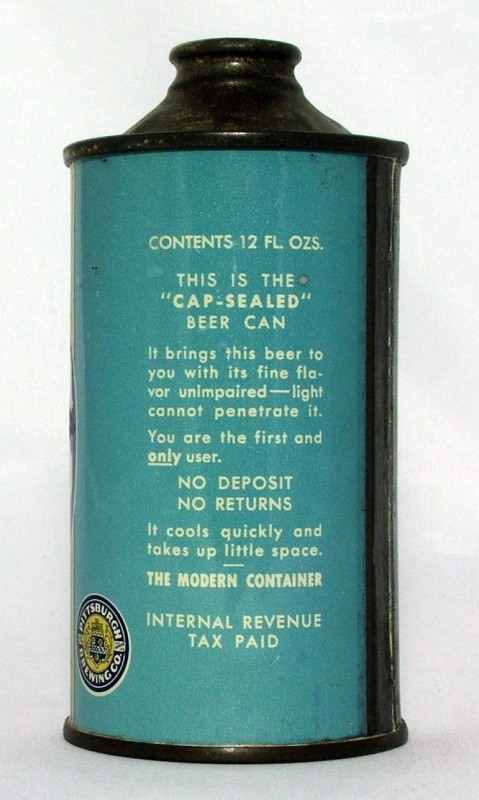 CONTENTS 12 FL. OZS.
THIS IS THE
"CAP-SEALED"
BEER CAN
It brings this beer to
you with its fine fla-
vor unimpaired—light
cannot penetrate it.
You are the first and
only user.
NO DEPOSIT
NO RETURNS
It cools quickly and
takes up little space.
THE MODERN CONTAINER
INTERNAL REVENUE
TAX PAID
PITTSBURGH
BREWING CO.